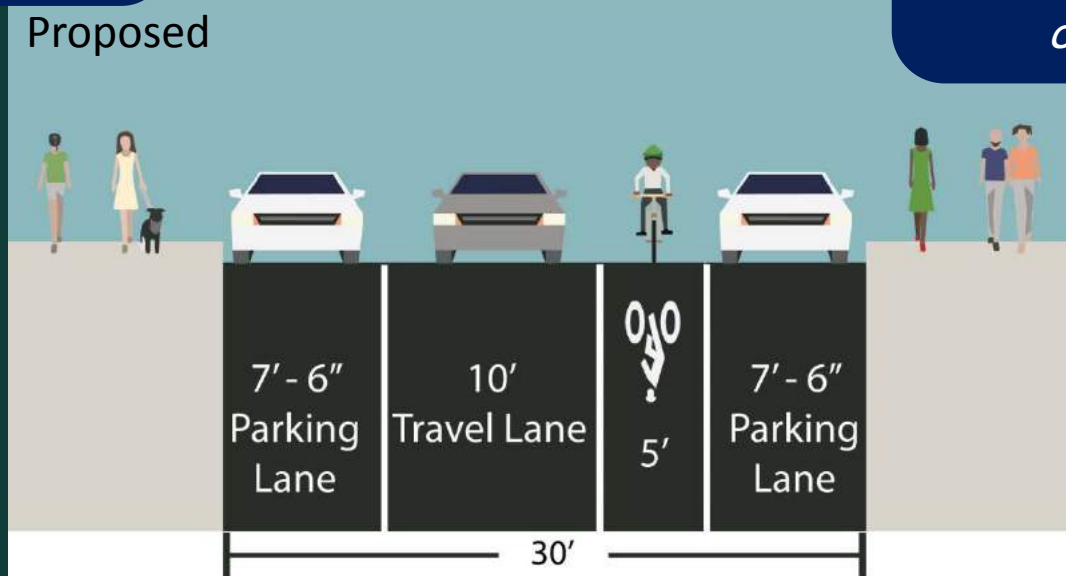 Proposed
7′ - 6″
Parking
Lane
10′
Travel Lane
5′
7′ - 6″
Parking
Lane
30′